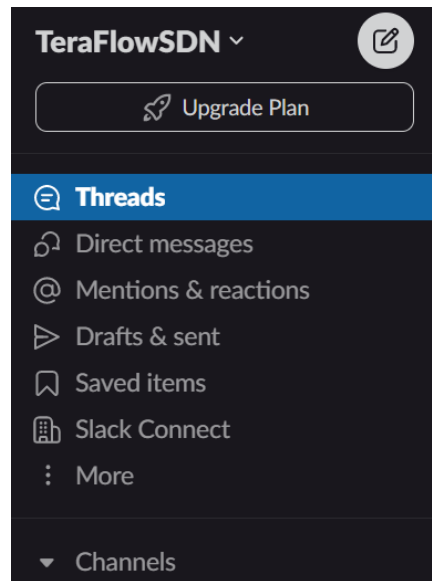 TeraFlowSDN
Upgrade Plan
Threads
Direct messages
@ Mentions & reactions
Drafts & sent
Saved items
Slack Connect
More
Channels